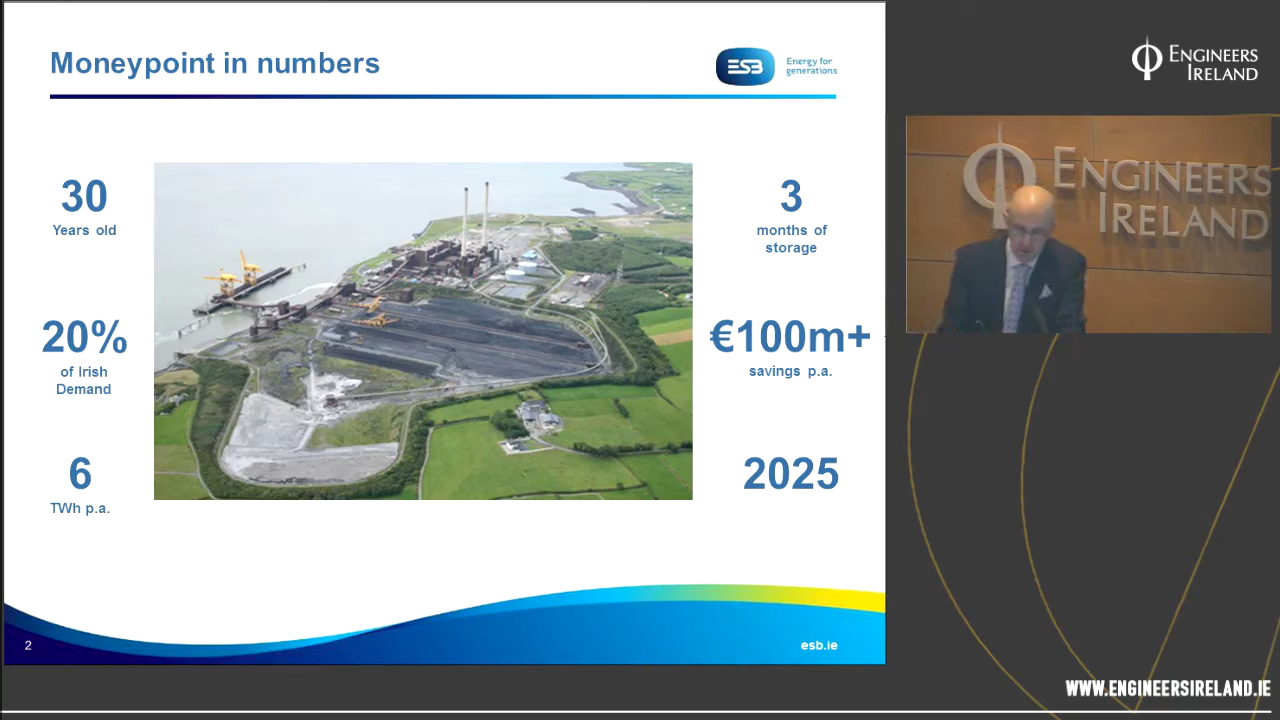 Moneypoint in numbers
ESB
Energy for
generations
30
Years old
20%
of Irish
Demand
6
TWh p.a.
3
months of
storage
€100m+
savings p.a.
2025
2
esb.ie
ENGINEERS
IRELAND
ENGINEERS
IRELAND
WWW.ENGINEERSIRELAND.IE